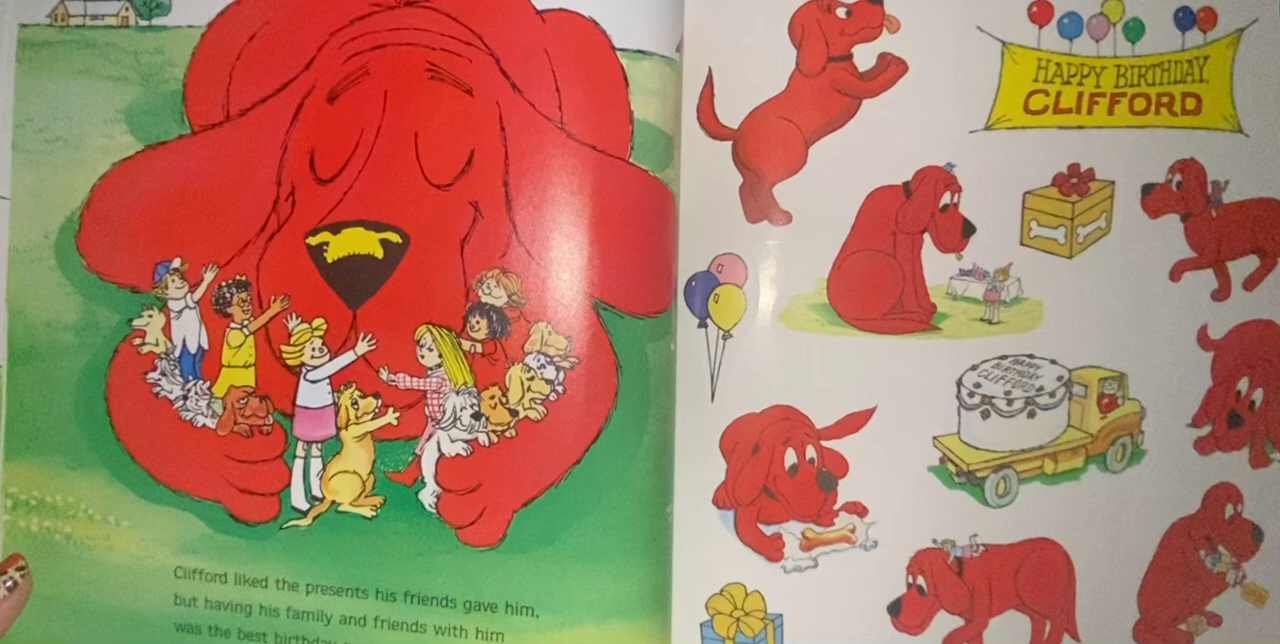 Clifford liked the presents his friends gave him,
but having his family and friends with him
was the best birthday
HAPPY BIRTHDAY,
CLIFFORD
HAPPY
BIRTHDAY
CLIFFORD